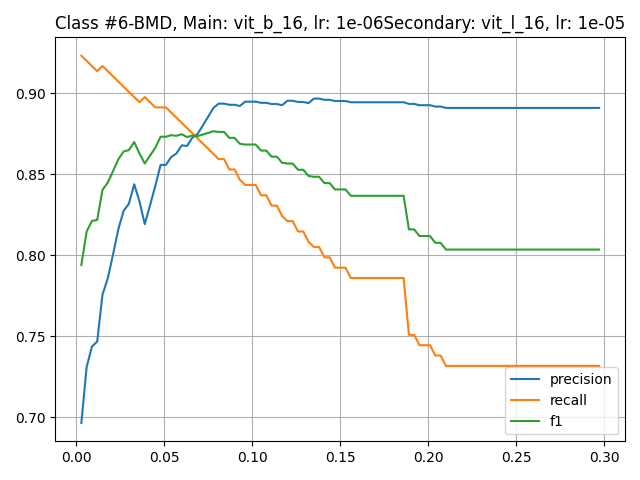 Class #6-BMD, Main: vit_b_16, lr: 1e-06Secondary: vit_l_16, lr: 1e-05
0.90
0.85
0.80
0.75
0.70
0.00 0.05 0.10 0.15 0.20 0.25 0.30
precision
recall
f1